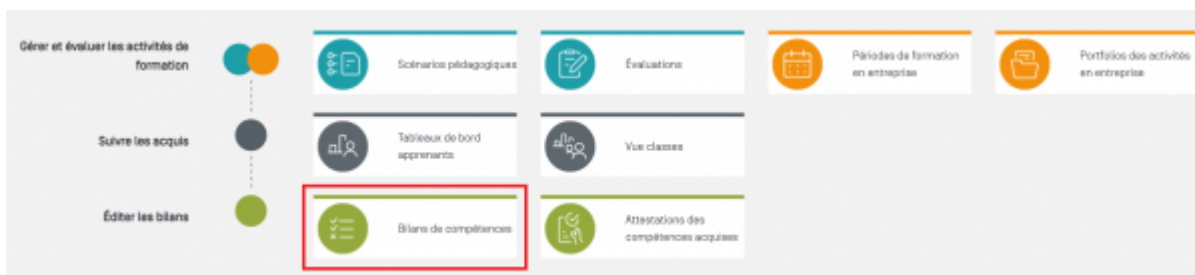 Gérer et évaluer les activités de
formation
Scénarios pédagogiques
Évaluations
Périodes de formation
en entreprise
Portfolios des activités
en entreprise
Suivre les acquis
Tableaux de bord
apprenants
Vue classes
Éditer les bilans
Bilans de compétences
Attestations des
compétences acquises